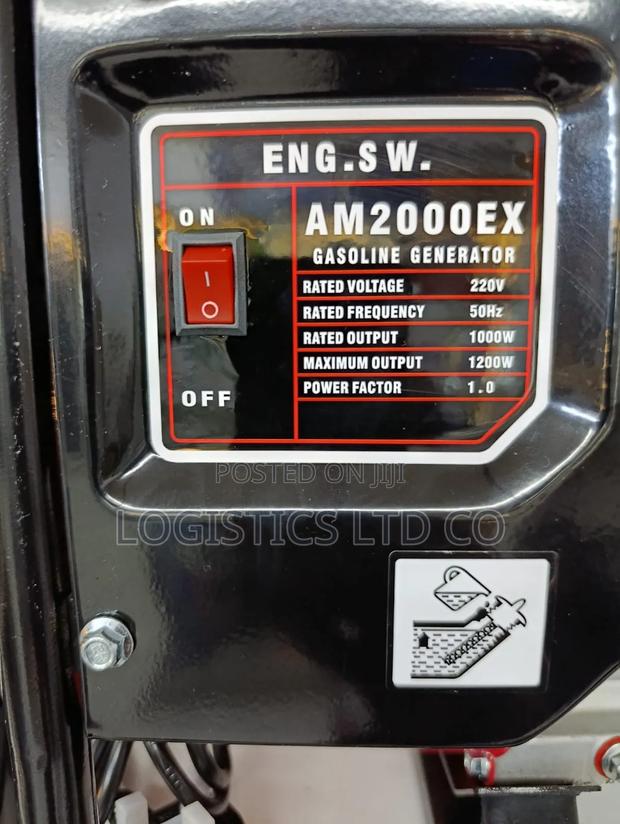 ENG.SW.
ON
I
O
OFF
AM2000EX
GASOLINE GENERATOR
RATED VOLTAGE 220V
RATED FREQUENCY 50Hz
RATED OUTPUT 1000W
MAXIMUM OUTPUT 1200W
POWER FACTOR 1.0
POSTED ON JIJI
LOGISTICS LTD CO